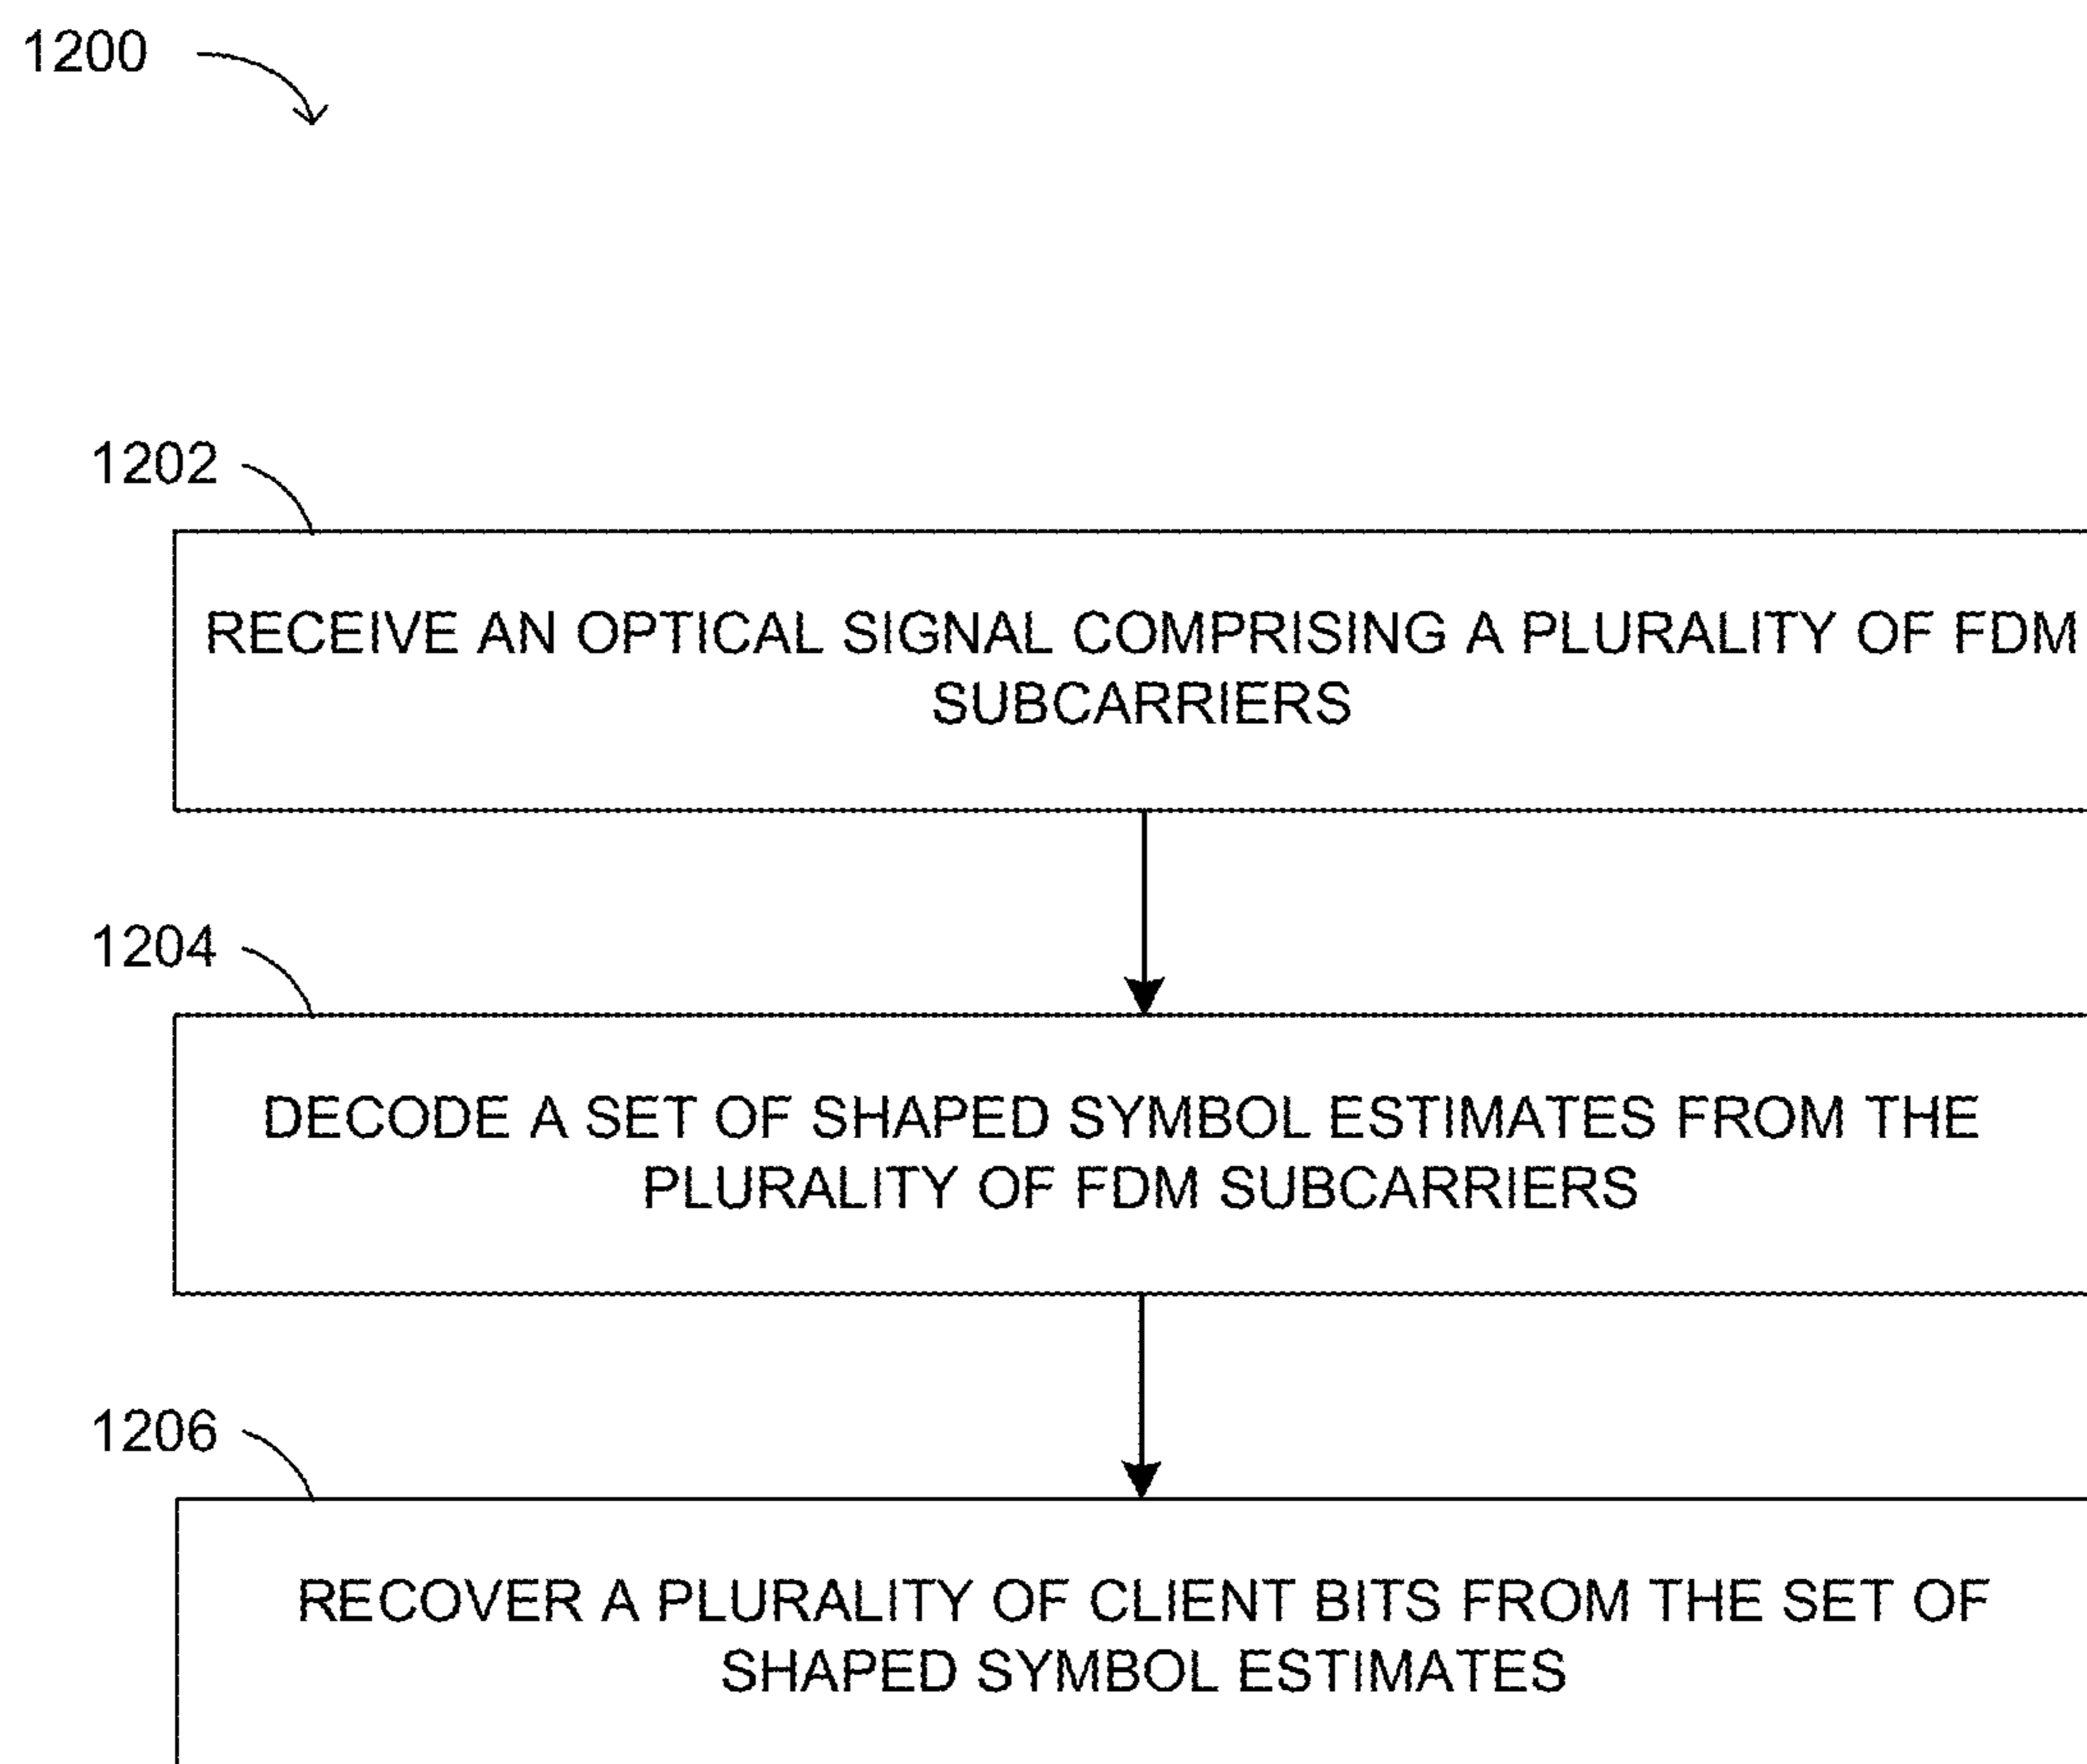 1200
1202
RECEIVE AN OPTICAL SIGNAL COMPRISING A PLURALITY OF FDM
SUBCARRIERS
1204
DECODE A SET OF SHAPED SYMBOL ESTIMATES FROM THE
PLURALITY OF FDM SUBCARRIERS
1206
RECOVER A PLURALITY OF CLIENT BITS FROM THE SET OF
SHAPED SYMBOL ESTIMATES